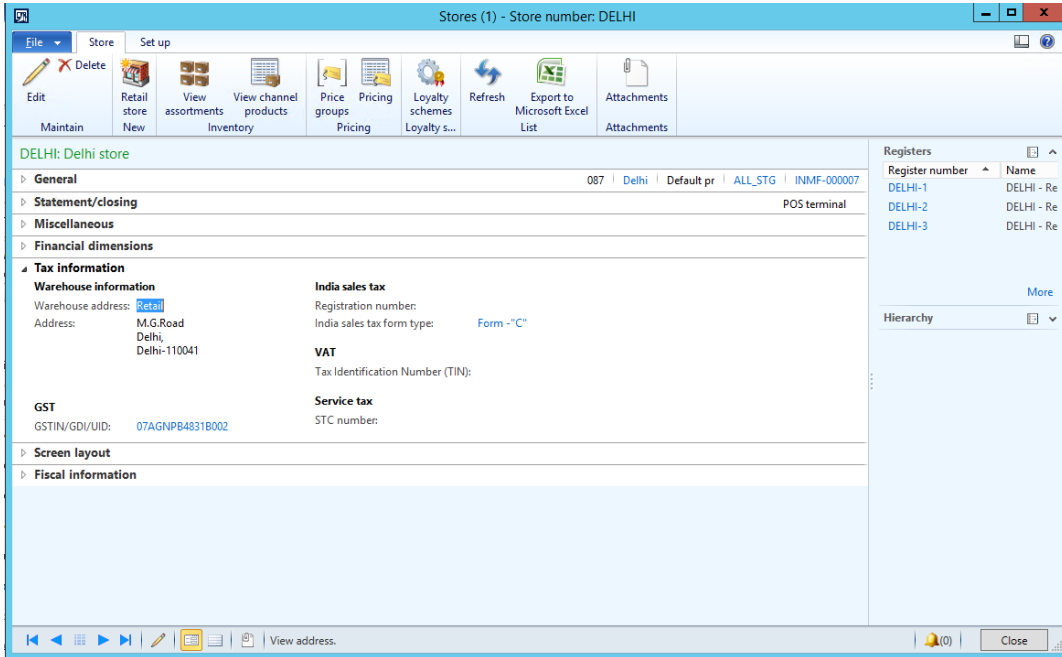 Stores (1) - Store number: DELHI
File Store Set up
Edit
Delete
Maintain
Retail store
New
View assortments
View channel products
Inventory
Price groups
Pricing
Pricing
Loyalty schemes
Loyalty s...
Refresh
Export to Microsoft Excel
List
Attachments
Attachments
DELHI: Delhi store
General 087 Delhi Default pr ALL_STG INMF-000007
Statement/closing POS terminal
Miscellaneous
Financial dimensions
Tax information
Warehouse information
Warehouse address: Retail
Address: M.G.Road
Delhi,
Delhi-110041
GST
GSTIN/GDI/UID: 07AGNPB4831B002
India sales tax
Registration number:
India sales tax form type: Form -"C"
VAT
Tax Identification Number (TIN):
Service tax
STC number:
Screen layout
Fiscal information
Registers
Register number Name
DELHI-1 DELHI - Re
DELHI-2 DELHI - Re
DELHI-3 DELHI - Re
More
Hierarchy
View address.
(0)
Close